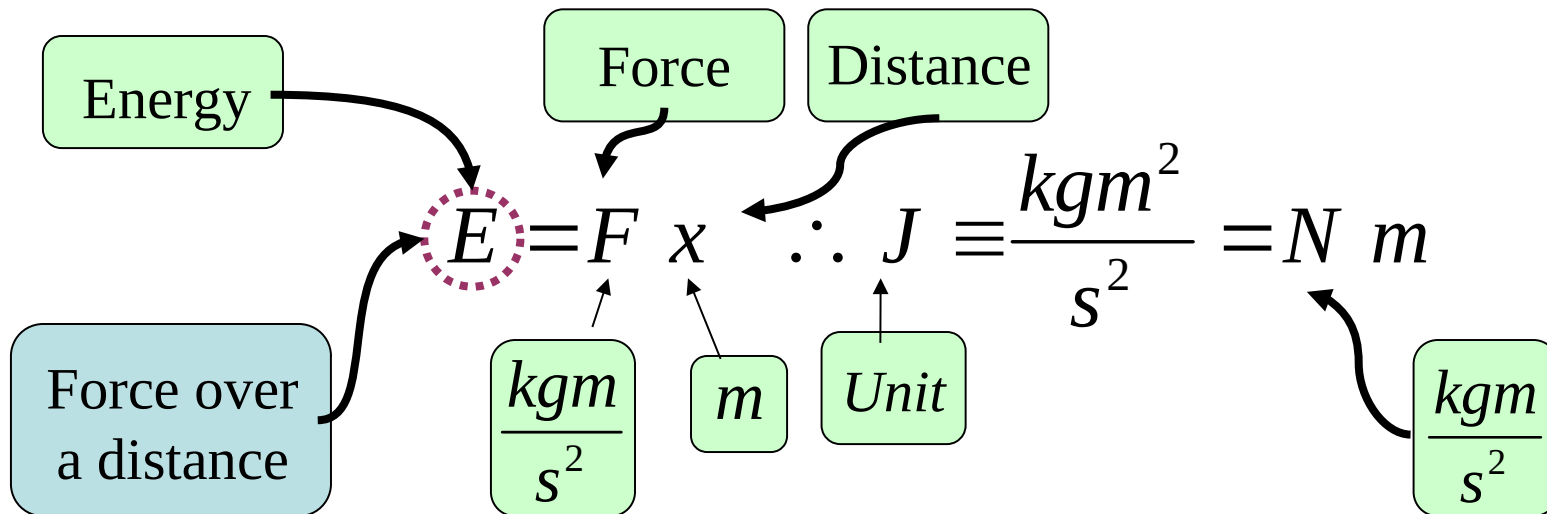 Energy
Force
Distance
E = F x ∴ J ≡ kgm²/s² = N m
Force over
a distance
kgm/s²
m
Unit
kgm/s²